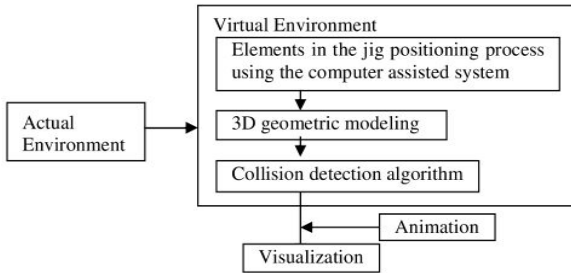 Virtual Environment
Elements in the jig positioning process
using the computer assisted system
Actual
Environment
3D geometric modeling
Collision detection algorithm
Animation
Visualization